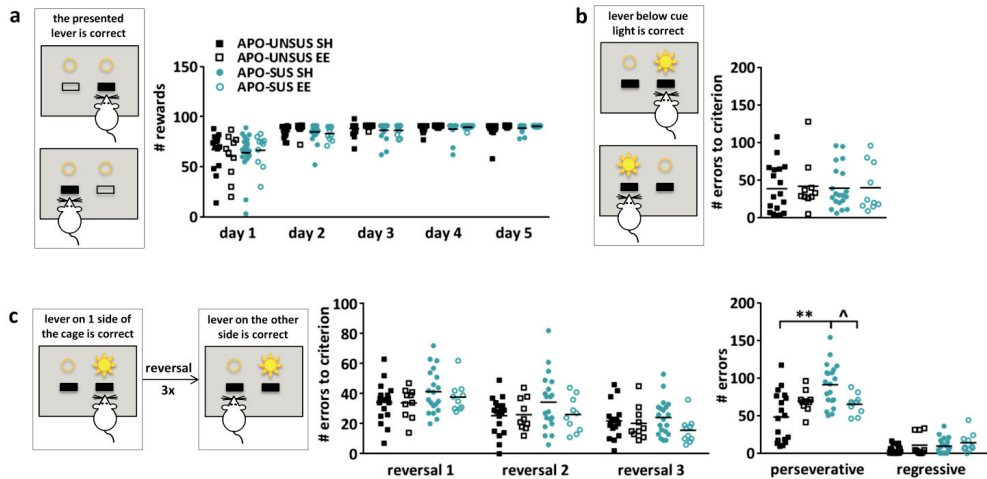 a
the presented
lever is correct
# rewards
150
100
50
0
APO-UNSUS SH
APO-UNSUS EE
APO-SUS SH
APO-SUS EE
day 1 day 2 day 3 day 4 day 5
b
lever below cue
light is correct
# errors to criterion
200
150
100
50
0
c
lever on 1 side of
the cage is correct
reversal
3x
lever on the other
side is correct
# errors to criterion
100
80
60
40
20
0
reversal 1 reversal 2 reversal 3
# errors
200
150
100
50
0
** ^
perseverative regressive